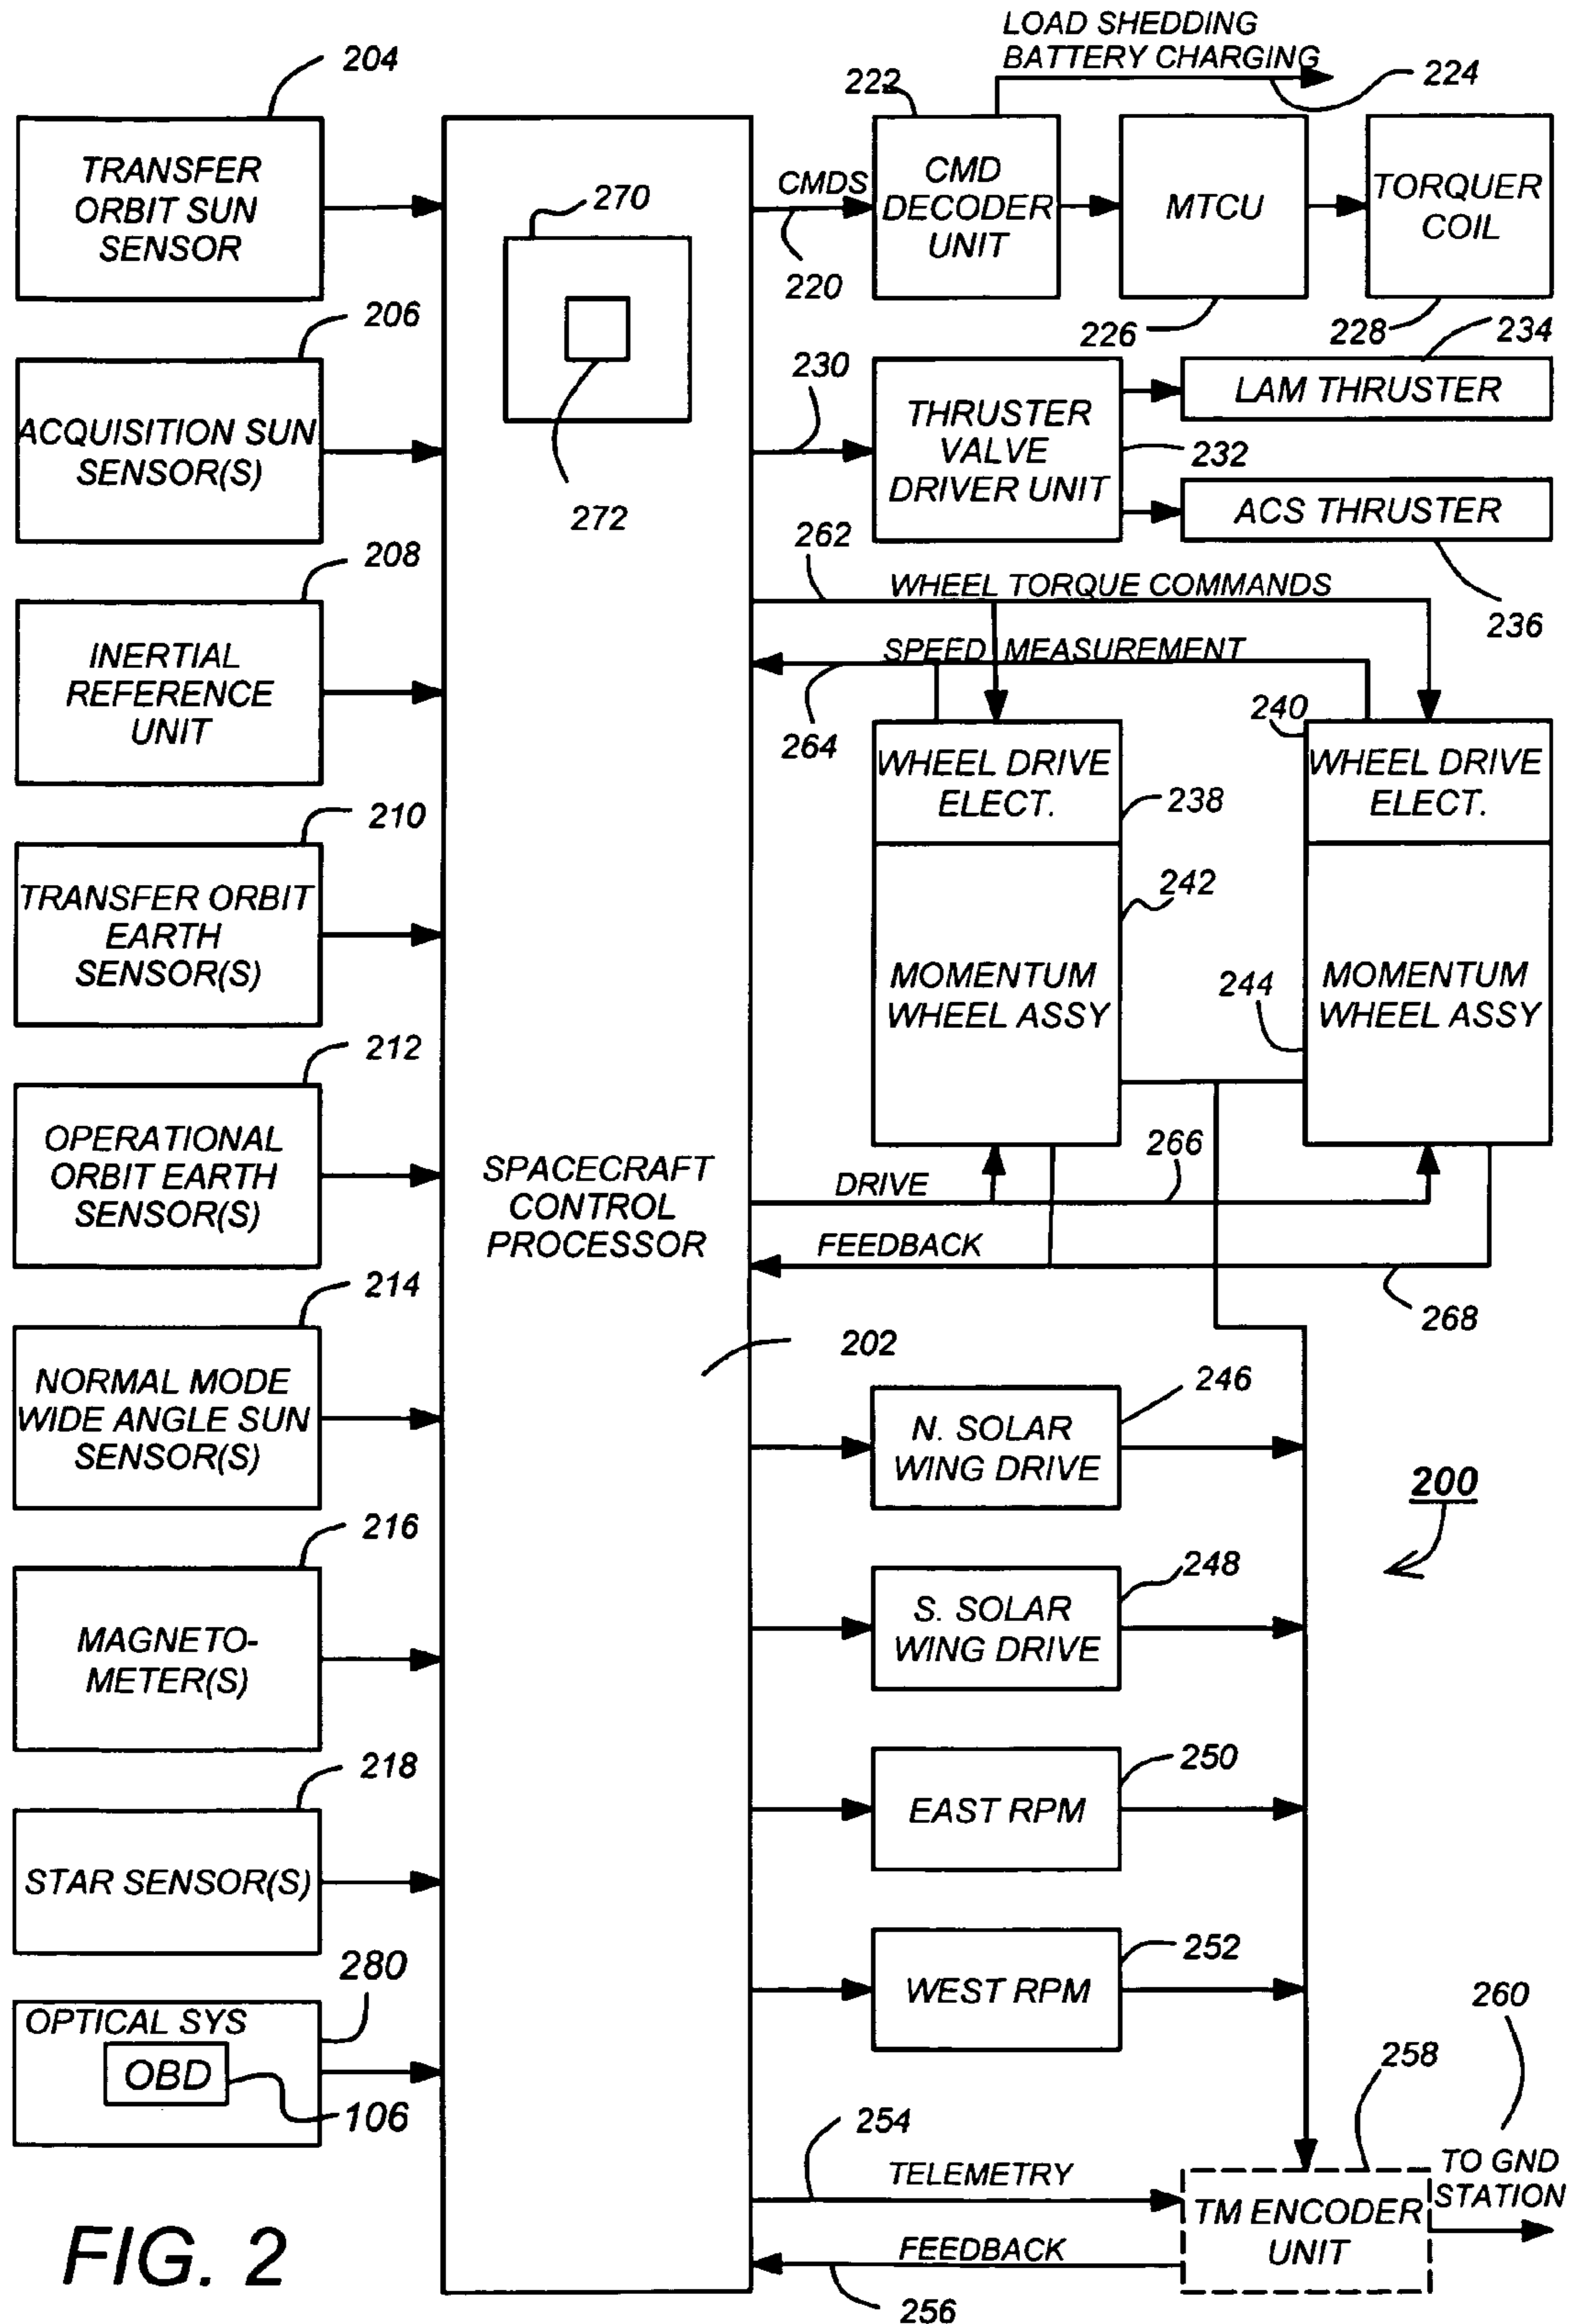 LOAD SHEDDING
BATTERY CHARGING
204
222
224
TRANSFER
ORBIT SUN
SENSOR
270
272
CMDS
220
CMD
DECODER
UNIT
MTCU
226
TORQUER
COIL
228
206
ACQUISITION SUN
SENSOR(S)
230
THRUSTER
VALVE
DRIVER UNIT
232
234
LAM THRUSTER
ACS THRUSTER
236
208
INERTIAL
REFERENCE
UNIT
262
WHEEL TORQUE COMMANDS
SPEED MEASUREMENT
264
WHEEL DRIVE
ELECT.
238
240
WHEEL DRIVE
ELECT.
210
TRANSFER ORBIT
EARTH
SENSOR(S)
242
MOMENTUM
WHEEL ASSY
244
MOMENTUM
WHEEL ASSY
212
OPERATIONAL
ORBIT EARTH
SENSOR(S)
SPACECRAFT
CONTROL
PROCESSOR
DRIVE
266
FEEDBACK
268
214
NORMAL MODE
WIDE ANGLE SUN
SENSOR(S)
202
246
N. SOLAR
WING DRIVE
200
216
MAGNETO-
METER(S)
248
S. SOLAR
WING DRIVE
218
STAR SENSOR(S)
250
EAST RPM
280
OPTICAL SYS
OBD
106
252
WEST RPM
254
TELEMETRY
258
TM ENCODER
UNIT
260
TO GND
STATION
FEEDBACK
256
FIG. 2